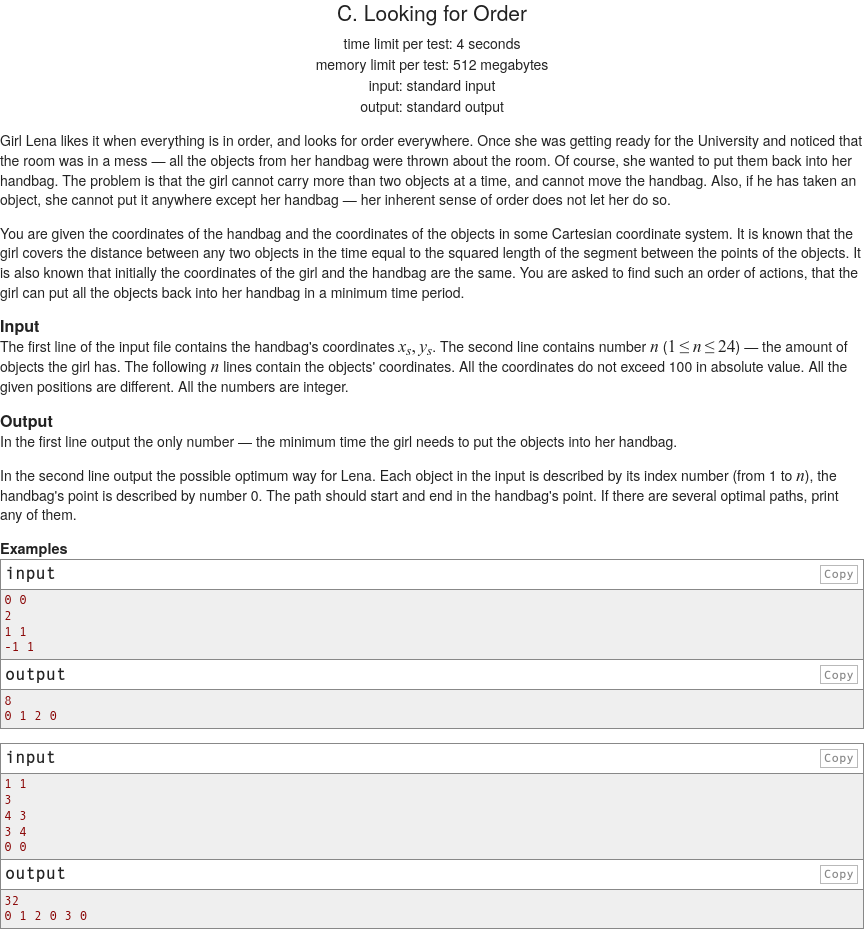 C. Looking for Order
time limit per test: 4 seconds
memory limit per test: 512 megabytes
input: standard input
output: standard output
Girl Lena likes it when everything is in order, and looks for order everywhere. Once she was getting ready for the University and noticed that
the room was in a mess — all the objects from her handbag were thrown about the room. Of course, she wanted to put them back into her
handbag. The problem is that the girl cannot carry more than two objects at a time, and cannot move the handbag. Also, if he has taken an
object, she cannot put it anywhere except her handbag — her inherent sense of order does not let her do so.
You are given the coordinates of the handbag and the coordinates of the objects in some Cartesian coordinate system. It is known that the
girl covers the distance between any two objects in the time equal to the squared length of the segment between the points of the objects. It
is also known that initially the coordinates of the girl and the handbag are the same. You are asked to find such an order of actions, that the
girl can put all the objects back into her handbag in a minimum time period.
Input
The first line of the input file contains the handbag's coordinates x_s, y_s. The second line contains number n (1 ≤ n ≤ 24) — the amount of
objects the girl has. The following n lines contain the objects' coordinates. All the coordinates do not exceed 100 in absolute value. All the
given positions are different. All the numbers are integer.
Output
In the first line output the only number — the minimum time the girl needs to put the objects into her handbag.
In the second line output the possible optimum way for Lena. Each object in the input is described by its index number (from 1 to n), the
handbag's point is described by number 0. The path should start and end in the handbag's point. If there are several optimal paths, print
any of them.
Examples
input Copy
0 0
2
1 1
-1 1
output Copy
8
0 1 2 0
input Copy
1 1
3
4 3
3 4
0 0
output Copy
32
0 1 2 0 3 0